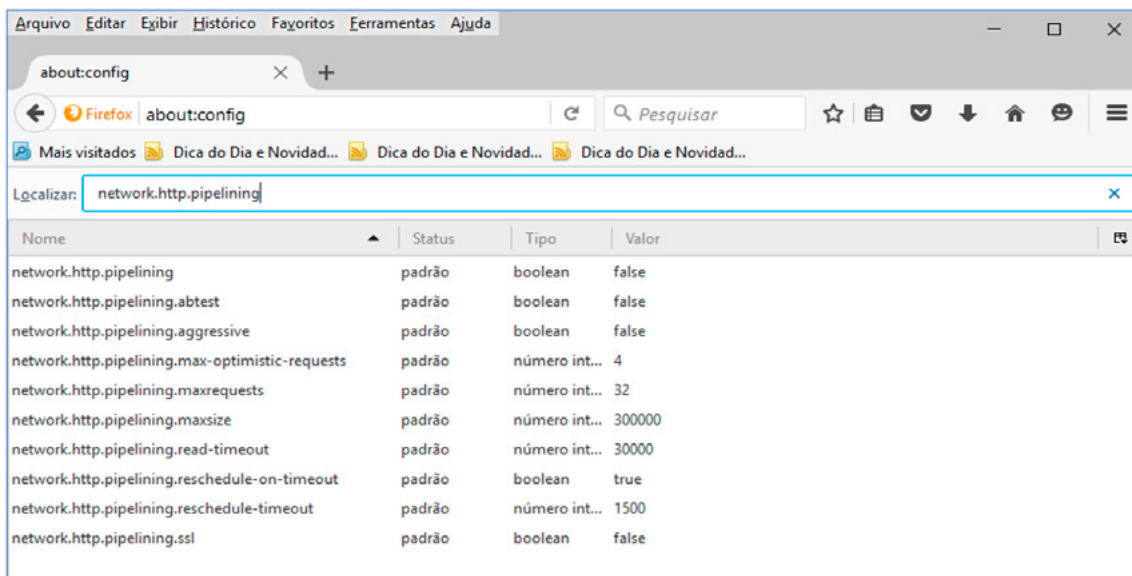 Arquivo Editar Exibir Histórico Favoritos Ferramentas Ajuda
about:config
Firefox about:config Pesquisar
Mais visitados Dica do Dia e Novidad... Dica do Dia e Novidad... Dica do Dia e Novidad...
Localizar: network.http.pipelining
Nome Status Tipo Valor
network.http.pipelining padrão boolean false
network.http.pipelining.abtest padrão boolean false
network.http.pipelining.aggressive padrão boolean false
network.http.pipelining.max-optimistic-requests padrão número int... 4
network.http.pipelining.maxrequests padrão número int... 32
network.http.pipelining.maxsize padrão número int... 300000
network.http.pipelining.read-timeout padrão número int... 30000
network.http.pipelining.reschedule-on-timeout padrão boolean true
network.http.pipelining.reschedule-timeout padrão número int... 1500
network.http.pipelining.ssl padrão boolean false